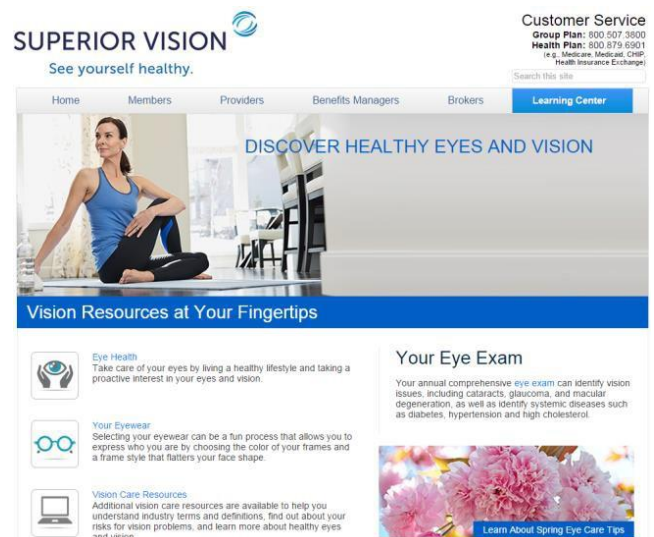 SUPERIOR VISION
See yourself healthy.
Customer Service
Group Plan: 800.507.3800
Health Plan: 800.879.6901
(e.g., Medicare, Medicaid, CHIP,
Health Insurance Exchange)
Search this site
Home Members Providers Benefits Managers Brokers Learning Center
DISCOVER HEALTHY EYES AND VISION
Vision Resources at Your Fingertips
Eye Health
Take care of your eyes by living a healthy lifestyle and taking a
proactive interest in your eyes and vision.
Your Eyewear
Selecting your eyewear can be a fun process that allows you to
express who you are by choosing the color of your frames and
a frame style that flatters your face shape.
Vision Care Resources
Additional vision care resources are available to help you
understand industry terms and definitions, find out about your
risks for vision problems, and learn more about healthy eyes
and vision.
Your Eye Exam
Your annual comprehensive eye exam can identify vision
issues, including cataracts, glaucoma, and macular
degeneration, as well as identify systemic diseases such
as diabetes, hypertension and high cholesterol.
Learn About Spring Eye Care Tips